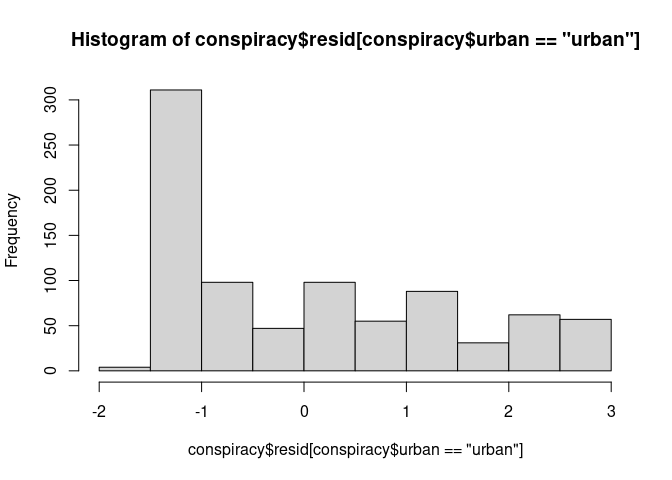 Histogram of conspiracy$resid[conspiracy$urban == "urban"]
Frequency
300
250
200
150
100
50
0
-2 -1 0 1 2 3
conspiracy$resid[conspiracy$urban == "urban"]